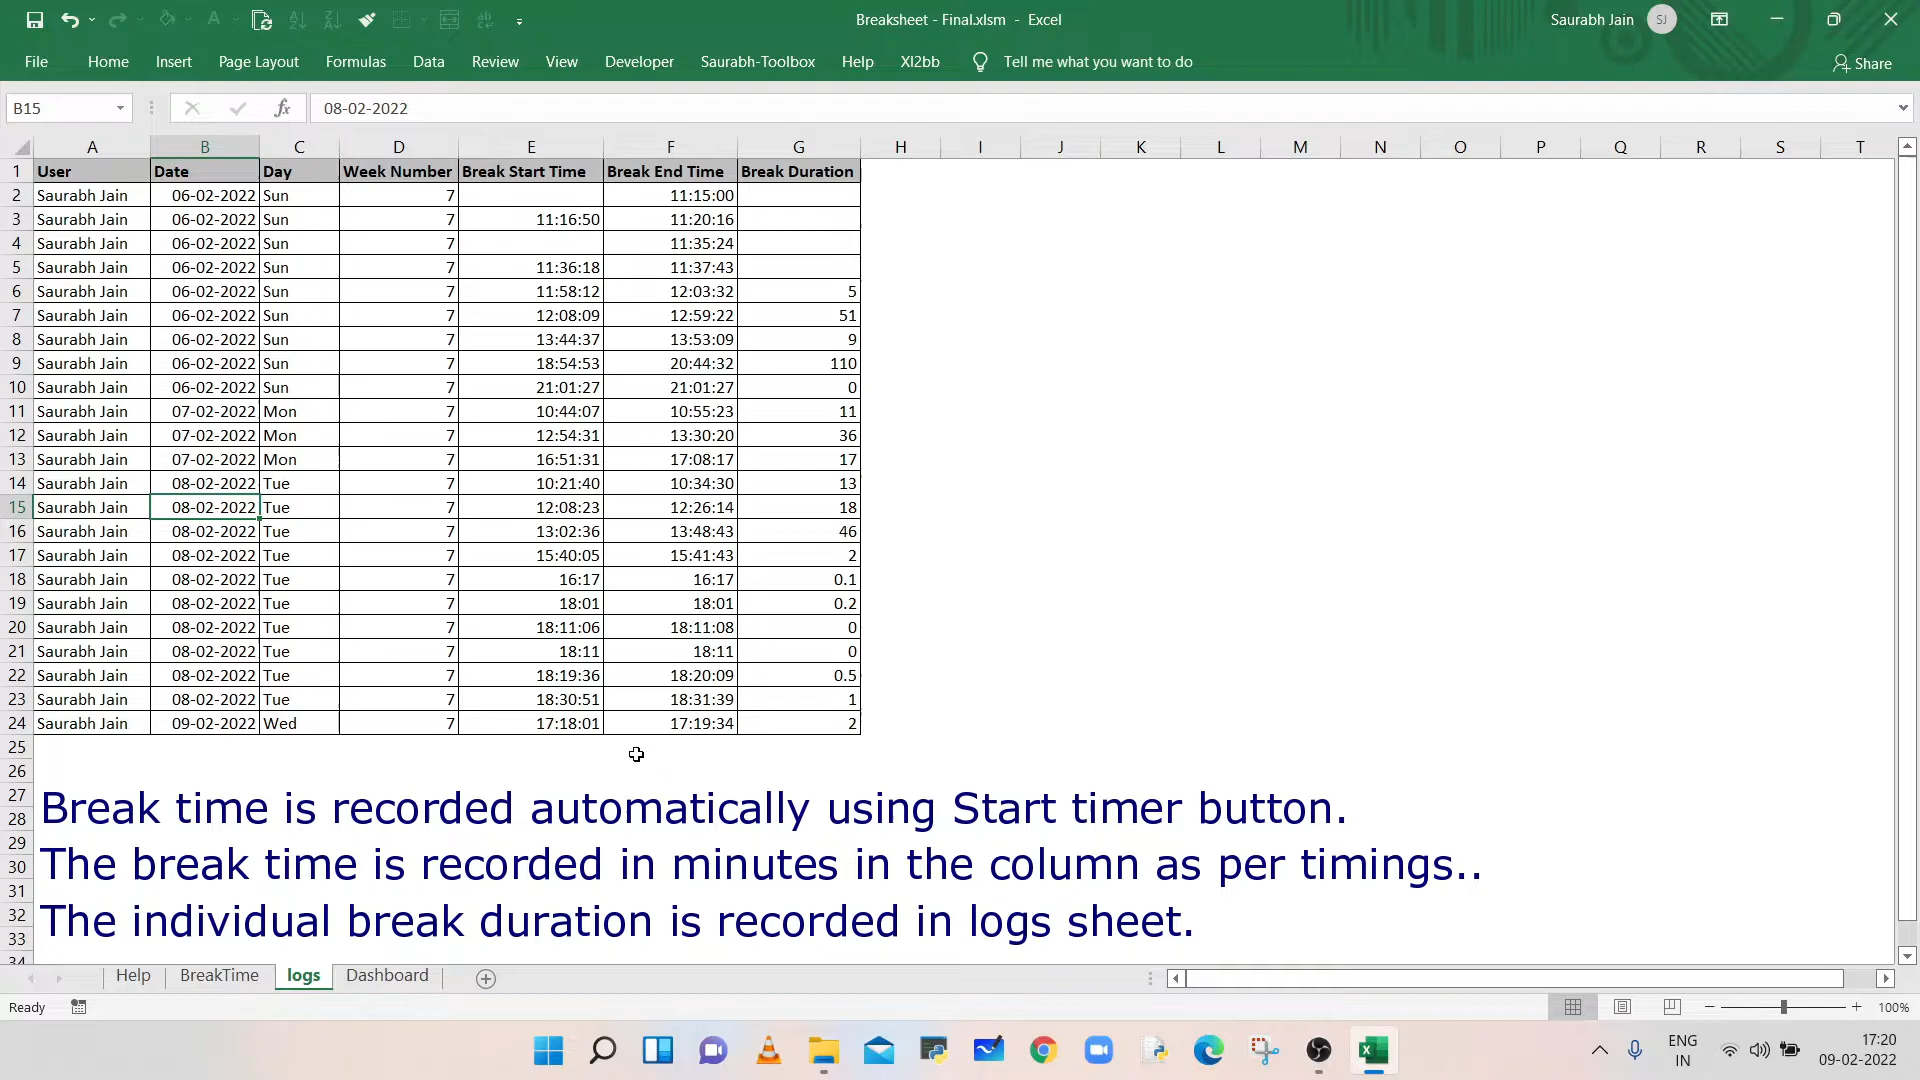 Breaksheet - Final.xlsm - Excel
Saurabh Jain SJ
File Home Insert Page Layout Formulas Data Review View Developer Saurabh-Toolbox Help Xl2bb Tell me what you want to do Share
B15 fx 08-02-2022
A B C D E F G H I J K L M N O P Q R S T
1 User Date Day Week Number Break Start Time Break End Time Break Duration
2 Saurabh Jain 06-02-2022 Sun 7 11:15:00
3 Saurabh Jain 06-02-2022 Sun 7 11:16:50 11:20:16
4 Saurabh Jain 06-02-2022 Sun 7 11:35:24
5 Saurabh Jain 06-02-2022 Sun 7 11:36:18 11:37:43
6 Saurabh Jain 06-02-2022 Sun 7 11:58:12 12:03:32 5
7 Saurabh Jain 06-02-2022 Sun 7 12:08:09 12:59:22 51
8 Saurabh Jain 06-02-2022 Sun 7 13:44:37 13:53:09 9
9 Saurabh Jain 06-02-2022 Sun 7 18:54:53 20:44:32 110
10 Saurabh Jain 06-02-2022 Sun 7 21:01:27 21:01:27 0
11 Saurabh Jain 07-02-2022 Mon 7 10:44:07 10:55:23 11
12 Saurabh Jain 07-02-2022 Mon 7 12:54:31 13:30:20 36
13 Saurabh Jain 07-02-2022 Mon 7 16:51:31 17:08:17 17
14 Saurabh Jain 08-02-2022 Tue 7 10:21:40 10:34:30 13
15 Saurabh Jain 08-02-2022 Tue 7 12:08:23 12:26:14 18
16 Saurabh Jain 08-02-2022 Tue 7 13:02:36 13:48:43 46
17 Saurabh Jain 08-02-2022 Tue 7 15:40:05 15:41:43 2
18 Saurabh Jain 08-02-2022 Tue 7 16:17 16:17 0.1
19 Saurabh Jain 08-02-2022 Tue 7 18:01 18:01 0.2
20 Saurabh Jain 08-02-2022 Tue 7 18:11:06 18:11:08 0
21 Saurabh Jain 08-02-2022 Tue 7 18:11 18:11 0
22 Saurabh Jain 08-02-2022 Tue 7 18:19:36 18:20:09 0.5
23 Saurabh Jain 08-02-2022 Tue 7 18:30:51 18:31:39 1
24 Saurabh Jain 09-02-2022 Wed 7 17:18:01 17:19:34 2
25
26
27
Break time is recorded automatically using Start timer button.
28
29
30
The break time is recorded in minutes in the column as per timings..
31
32
The individual break duration is recorded in logs sheet.
33
34
Help BreakTime logs Dashboard
Ready 100%
ENG 17:20
IN 09-02-2022